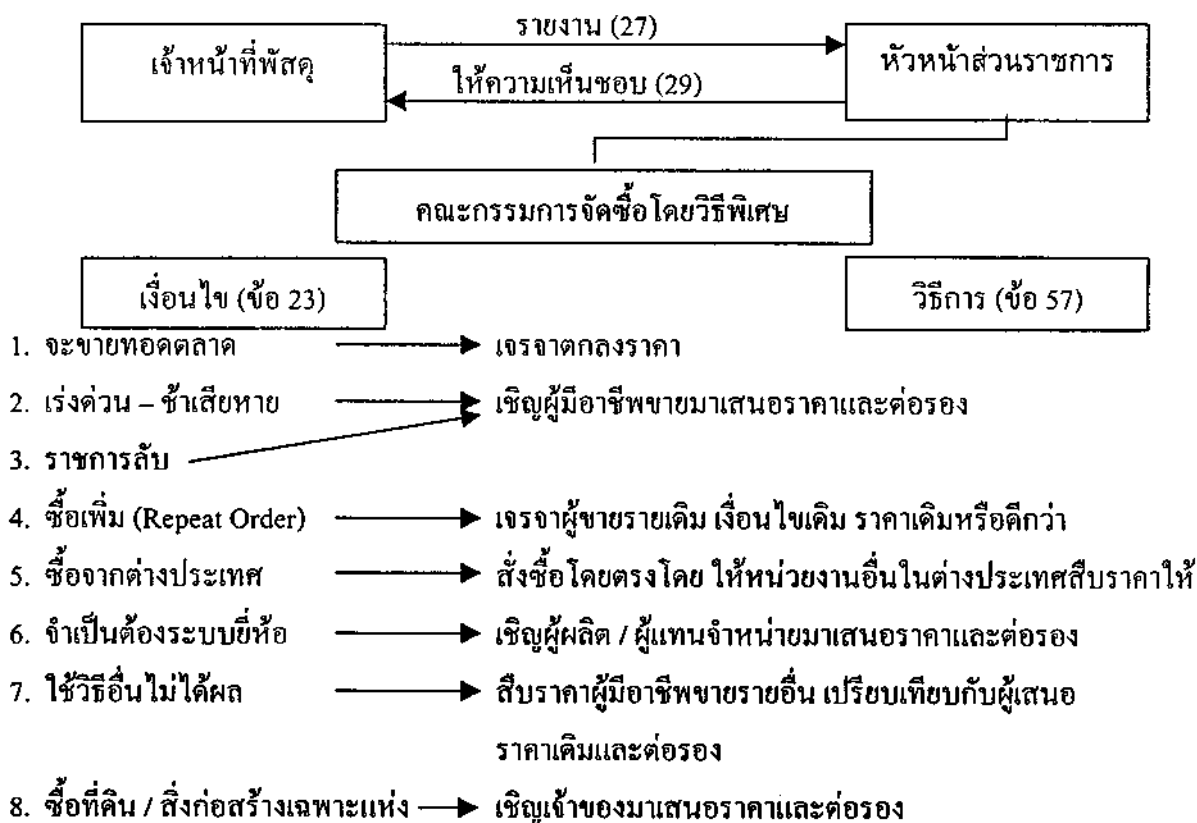 รายงาน (27)
เจ้าหน้าที่พัสดุ
หัวหน้าส่วนราชการ
ให้ความเห็นชอบ (29)
คณะกรรมการจัดซื้อโดยวิธีพิเศษ
เงื่อนไข (ข้อ 23)
วิธีการ (ข้อ 57)
1. จะขายทอดตลาด เจรจาตกลงราคา
2. เร่งด่วน – ช้าเสียหาย เชิญผู้มีอาชีพขายมาเสนอราคาและต่อรอง
3. ราชการลับ
4. ซื้อเพิ่ม (Repeat Order) เจรจาผู้ขายรายเดิม เงื่อนไขเดิม ราคาเดิมหรือดีกว่า
5. ซื้อจากต่างประเทศ สั่งซื้อโดยตรงโดย ให้หน่วยงานอื่นในต่างประเทศสืบราคาให้
6. จำเป็นต้องระบบยี่ห้อ เชิญผู้ผลิต / ผู้แทนจำหน่ายมาเสนอราคาและต่อรอง
7. ใช้วิธีอื่นไม่ได้ผล สืบราคาผู้มีอาชีพขายรายอื่น เปรียบเทียบกับผู้เสนอ
ราคาเดิมและต่อรอง
8. ซื้อที่ดิน / สิ่งก่อสร้างเฉพาะแห่ง เชิญเจ้าของมาเสนอราคาและต่อรอง